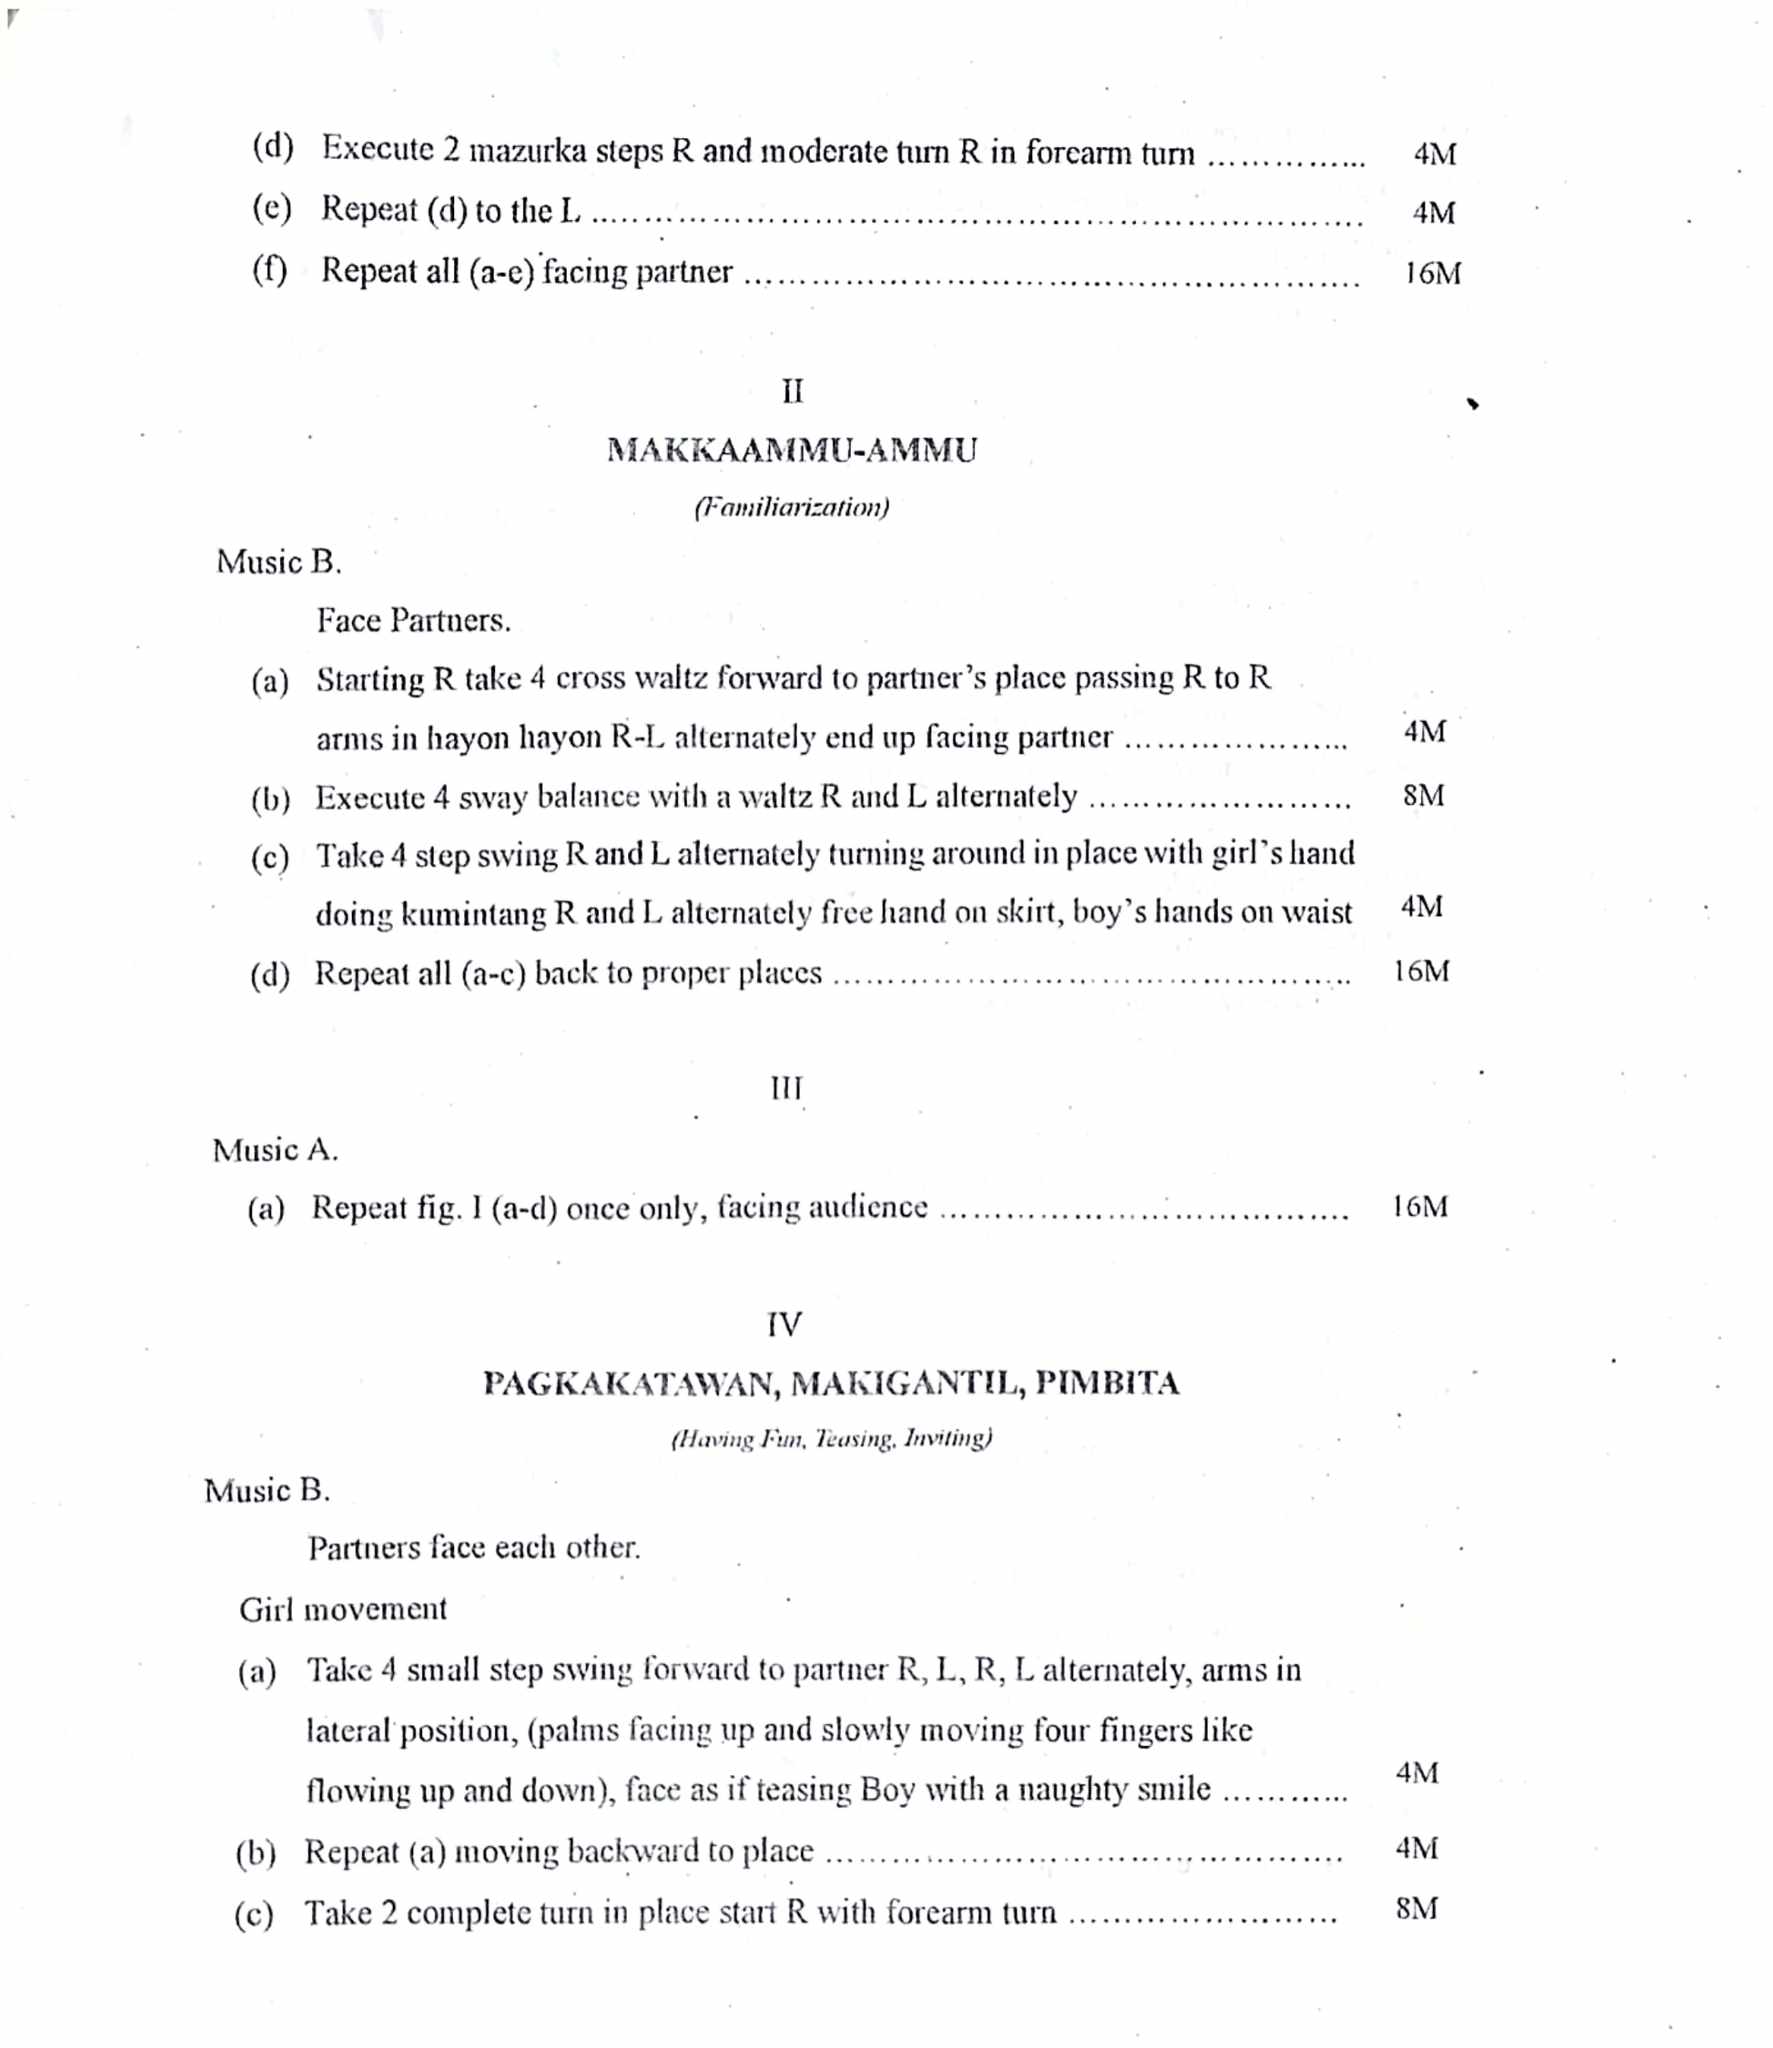 (d) Execute 2 mazurka steps R and moderate turn R in forearm turn ............... 4M
(e) Repeat (d) to the L ........................................................................... 4M
(f) Repeat all (a-e) facing partner ............................................................ 16M
II
MAKKAAMMU-AMMU
(Familiarization)
Music B.
Face Partners.
(a) Starting R take 4 cross waltz forward to partner's place passing R to R
arms in hayon hayon R-L alternately end up facing partner ..................... 4M
(b) Execute 4 sway balance with a waltz R and L alternately ......................... 8M
(c) Take 4 step swing R and L alternately turning around in place with girl's hand
doing kumintang R and L alternately free hand on skirt, boy's hands on waist 4M
(d) Repeat all (a-c) back to proper places .................................................. 16M
III
Music A.
(a) Repeat fig. I (a-d) once only, facing audience ....................................... 16M
IV
PAGKAKATAWAN, MAKIGANTIL, PIMBITA
(Having Fun, Teasing, Inviting)
Music B.
Partners face each other.
Girl movement
(a) Take 4 small step swing forward to partner R, L, R, L alternately, arms in
lateral position, (palms facing up and slowly moving four fingers like
flowing up and down), face as if teasing Boy with a naughty smile ............ 4M
(b) Repeat (a) moving backward to place .................................................. 4M
(c) Take 2 complete turn in place start R with forearm turn .......................... 8M